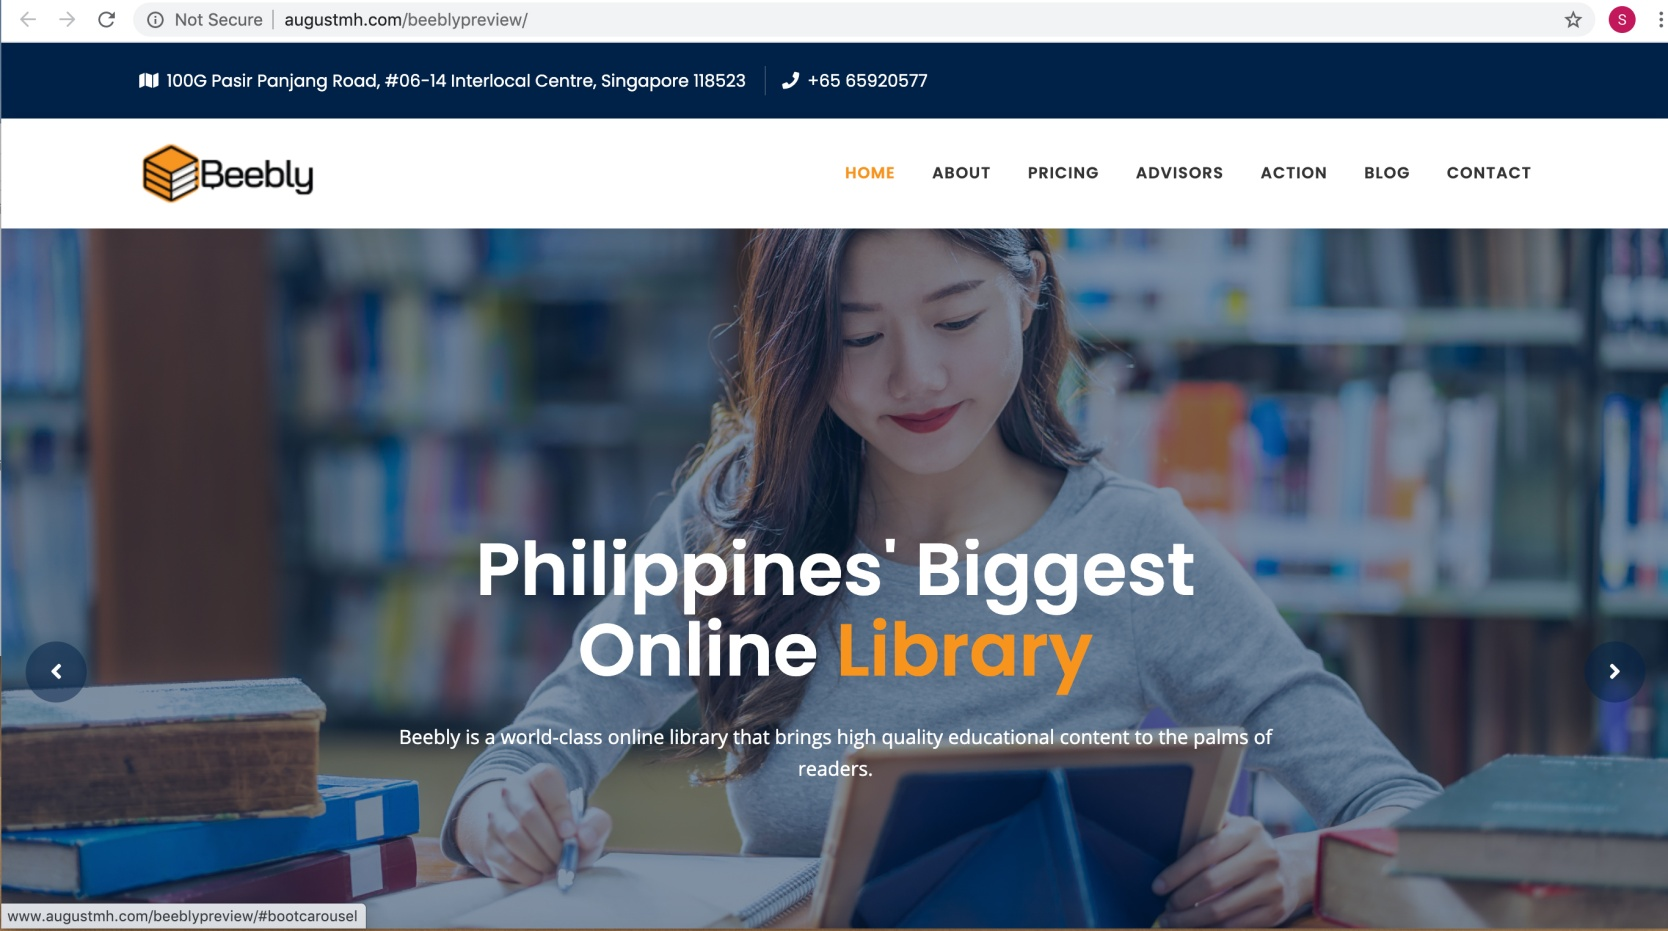 Not Secure | augustmh.com/beeblypreview/
S
100G Pasir Panjang Road, #06-14 Interlocal Centre, Singapore 118523 | +65 65920577
Beebly
HOME ABOUT PRICING ADVISORS ACTION BLOG CONTACT
Philippines' Biggest
Online Library
Beebly is a world-class online library that brings high quality educational content to the palms of
readers.
www.augustmh.com/beeblypreview/#bootcarousel